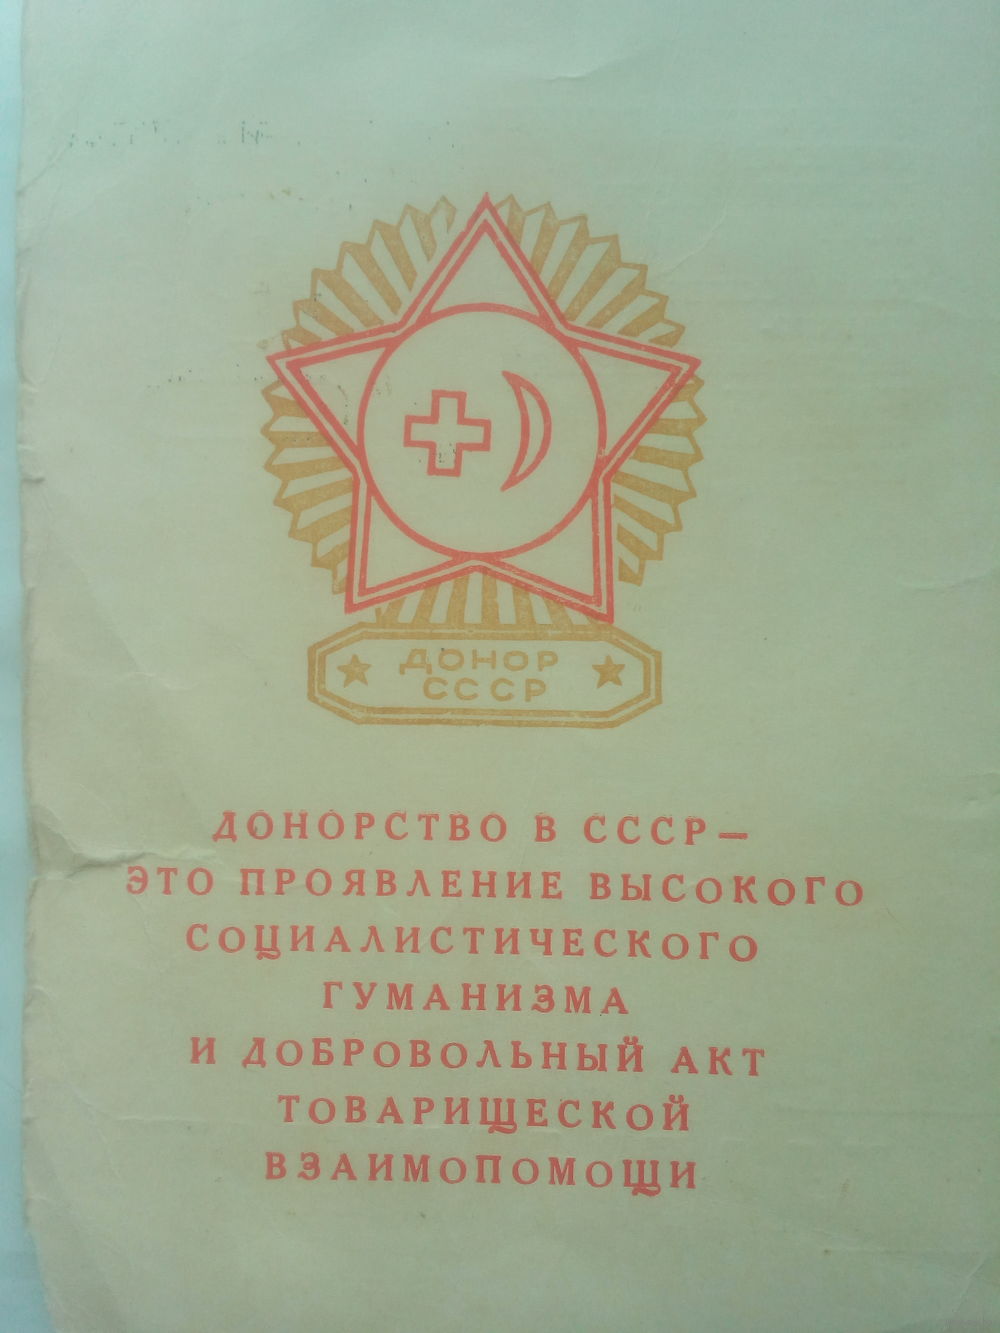 ДОНОР
СССР
ДОНОРСТВО В СССР —
ЭТО ПРОЯВЛЕНИЕ ВЫСОКОГО
СОЦИАЛИСТИЧЕСКОГО
ГУМАНИЗМА
И ДОБРОВОЛЬНЫЙ АКТ
ТОВАРИЩЕСКОЙ
ВЗАИМОПОМОЩИ